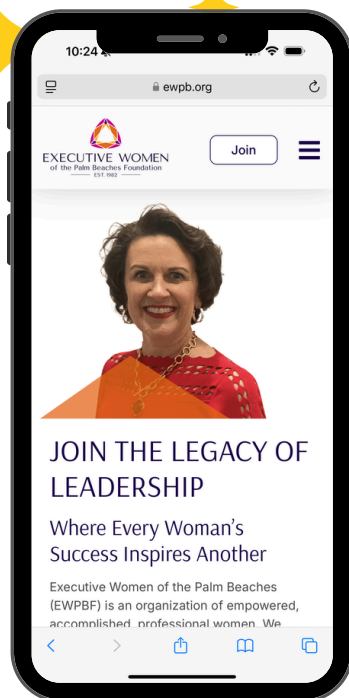 10:24
ewpb.org
EXECUTIVE WOMEN
of the Palm Beaches Foundation
EST. 1982
Join
JOIN THE LEGACY OF
LEADERSHIP
Where Every Woman’s
Success Inspires Another
Executive Women of the Palm Beaches
(EWPBF) is an organization of empowered,
accomplished, professional women. We